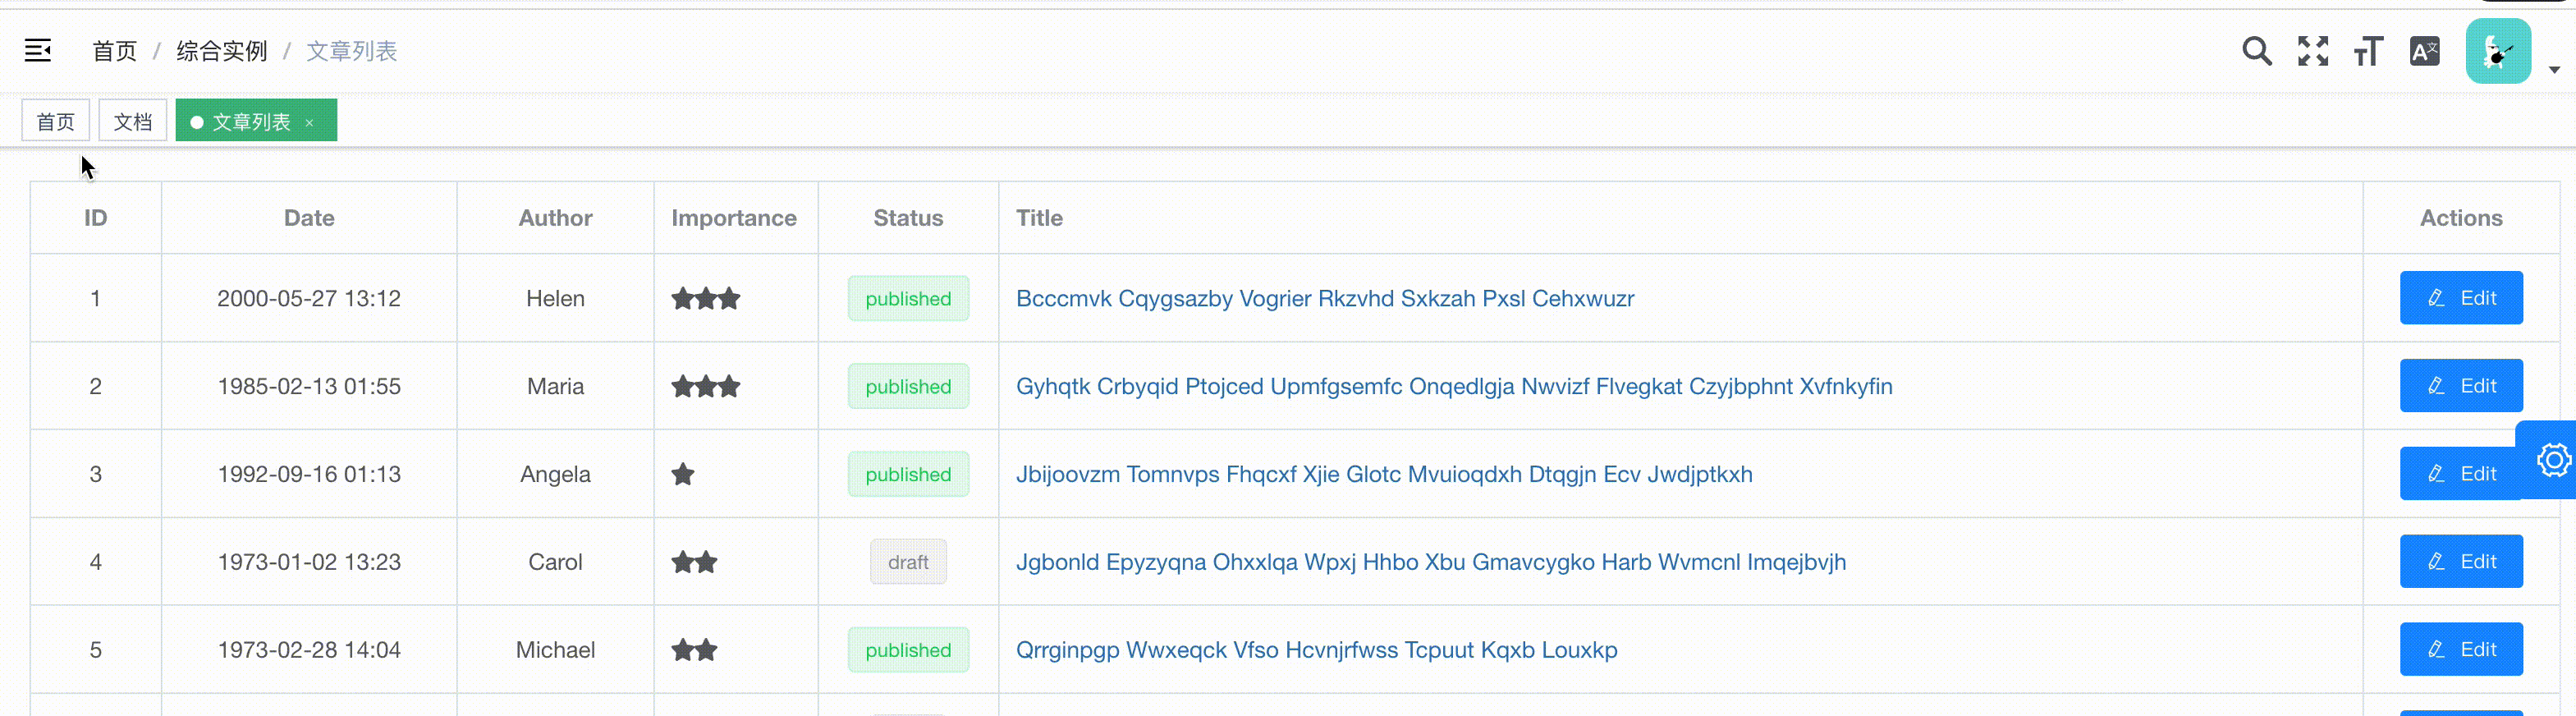 首页 / 综合实例 / 文章列表
首页 文档 文章列表 ×
ID Date Author Importance Status Title Actions
1 2000-05-27 13:12 Helen published Bcccmvk Cqygsazby Vogrier Rkzvhd Sxkzah Pxsl Cehxwuzr Edit
2 1985-02-13 01:55 Maria published Gyhqtk Crbyqid Ptojced Upmfgsemfc Onqedlgja Nwvizf Flvegkat Czyjbphnt Xvfnkyfin Edit
3 1992-09-16 01:13 Angela published Jbijoovzm Tomnvps Fhqcxf Xjie Glotc Mvuioqdxh Dtqgjn Ecv Jwdjptkxh Edit
4 1973-01-02 13:23 Carol draft Jgbonld Epyzyqna Ohxxlqa Wpxj Hhbo Xbu Gmavcygko Harb Wvmcnl Imqejbvjh Edit
5 1973-02-28 14:04 Michael published Qrrginpgp Wwxeqck Vfso Hcvnjrfwss Tcpuut Kqxb Louxkp Edit